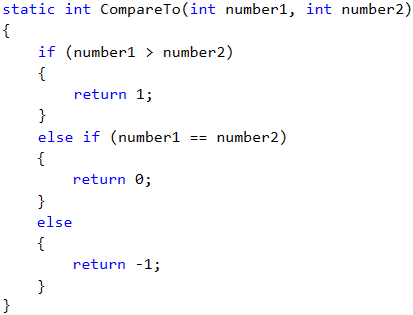 static int CompareTo(int number1, int number2)
{
    if (number1 > number2)
    {
        return 1;
    }
    else if (number1 == number2)
    {
        return 0;
    }
    else
    {
        return -1;
    }
}